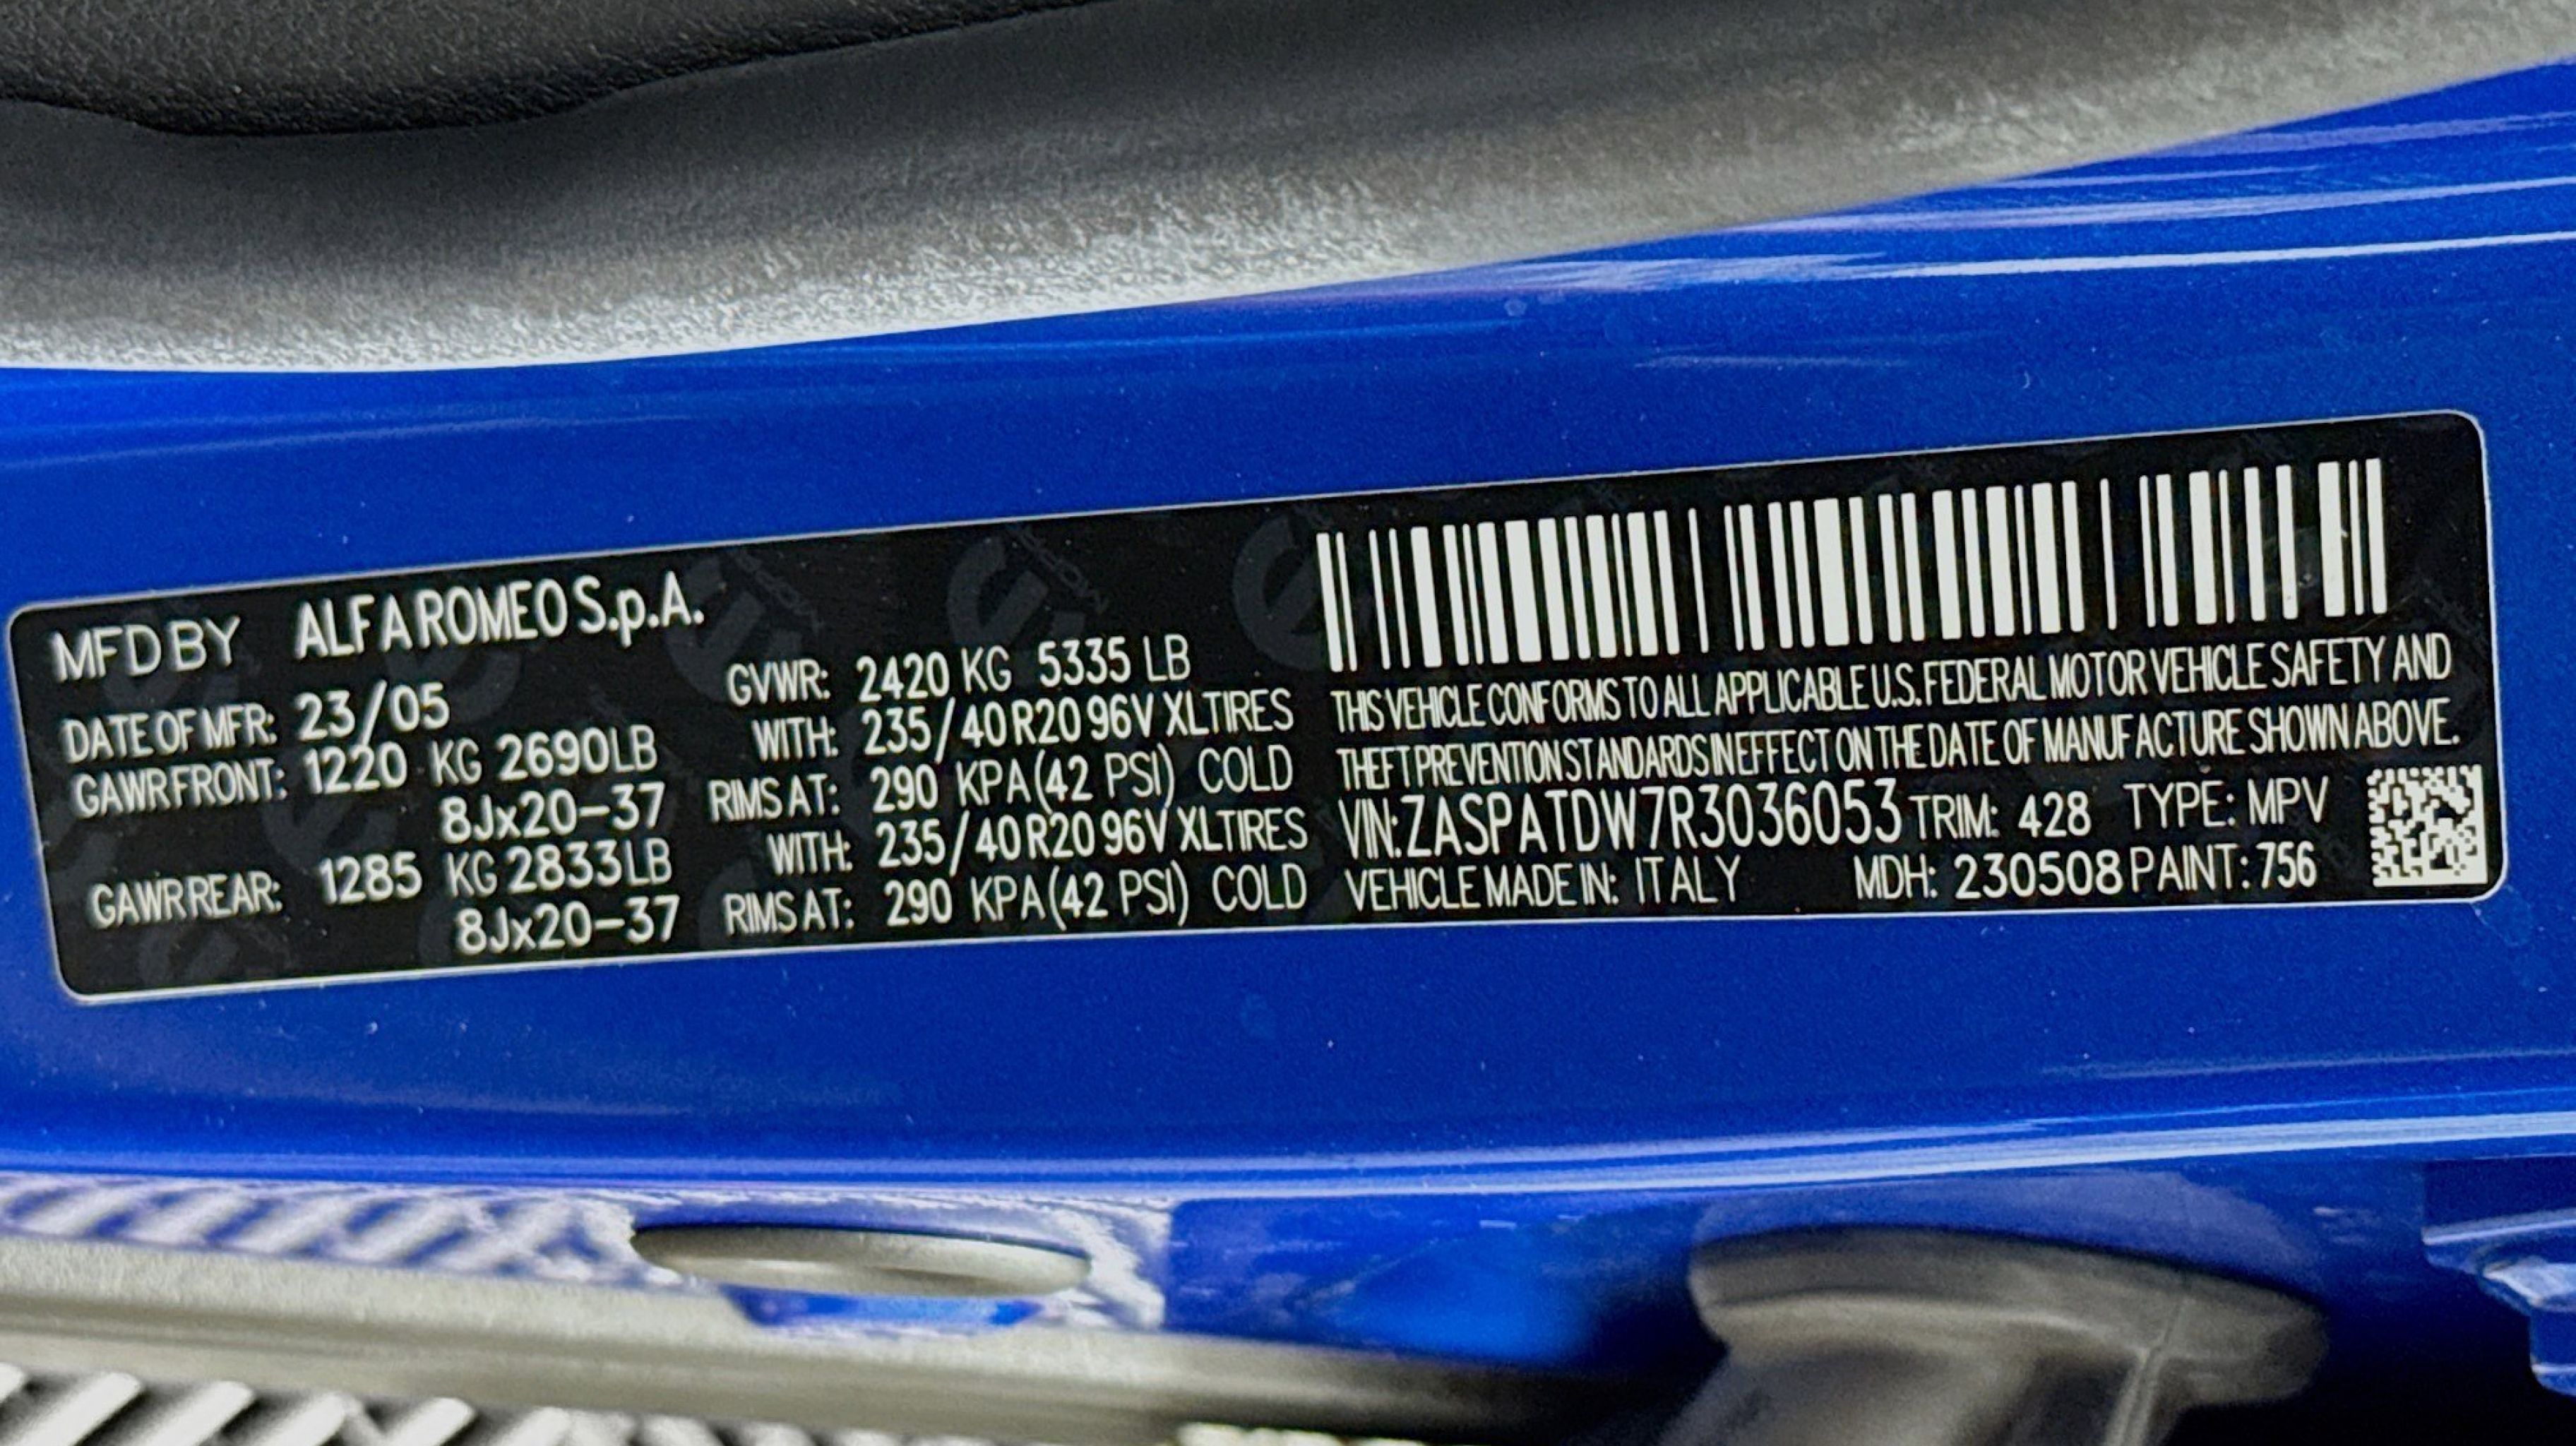 MFD BY ALFA ROMEO S.p.A.
DATE OF MFR: 23/05 GVWR: 2420 KG 5335 LB
GAWR FRONT: 1220 KG 2690LB WITH: 235/40 R20 96V XL TIRES
8Jx20-37 RIMS AT: 290 KPA (42 PSI) COLD
GAWR REAR: 1285 KG 2833LB WITH: 235/40 R20 96V XL TIRES
8Jx20-37 RIMS AT: 290 KPA (42 PSI) COLD
THIS VEHICLE CONFORMS TO ALL APPLICABLE U.S. FEDERAL MOTOR VEHICLE SAFETY AND
THEFT PREVENTION STANDARDS IN EFFECT ON THE DATE OF MANUFACTURE SHOWN ABOVE.
VIN: ZASPATDW7R3036053 TRIM: 428 TYPE: MPV
VEHICLE MADE IN: ITALY MDH: 230508 PAINT: 756